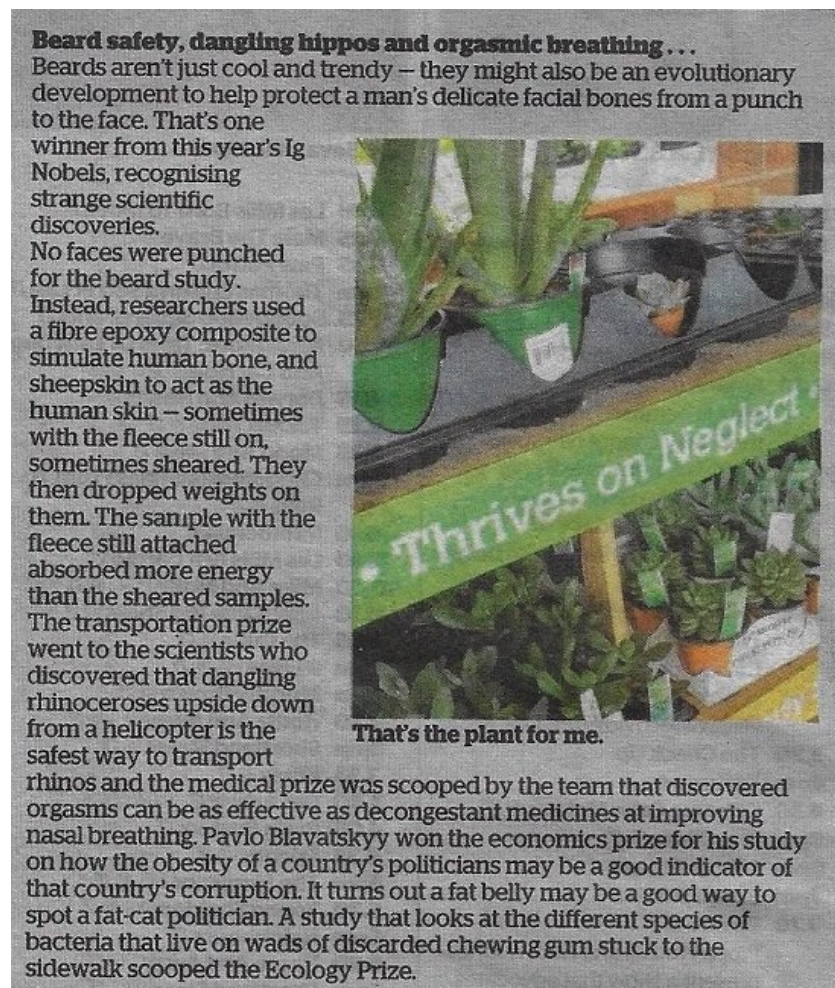 Beard safety, dangling hippos and orgasmic breathing...
Beards aren't just cool and trendy – they might also be an evolutionary
development to help protect a man's delicate facial bones from a punch
to the face. That's one
winner from this year's Ig
Nobels, recognising
strange scientific
discoveries.
No faces were punched
for the beard study.
Instead, researchers used
a fibre epoxy composite to
simulate human bone, and
sheepskin to act as the
human skin – sometimes
with the fleece still on,
sometimes sheared. They
then dropped weights on
them. The sample with the
fleece still attached
absorbed more energy
than the sheared samples.
The transportation prize
went to the scientists who
discovered that dangling
rhinoceroses upside down
from a helicopter is the
safest way to transport
rhinos and the medical prize was scooped by the team that discovered
orgasms can be as effective as decongestant medicines at improving
nasal breathing. Pavlo Blavatskyy won the economics prize for his study
on how the obesity of a country's politicians may be a good indicator of
that country's corruption. It turns out a fat belly may be a good way to
spot a fat-cat politician. A study that looks at the different species of
bacteria that live on wads of discarded chewing gum stuck to the
sidewalk scooped the Ecology Prize.
• Thrives on Neglect •
That's the plant for me.